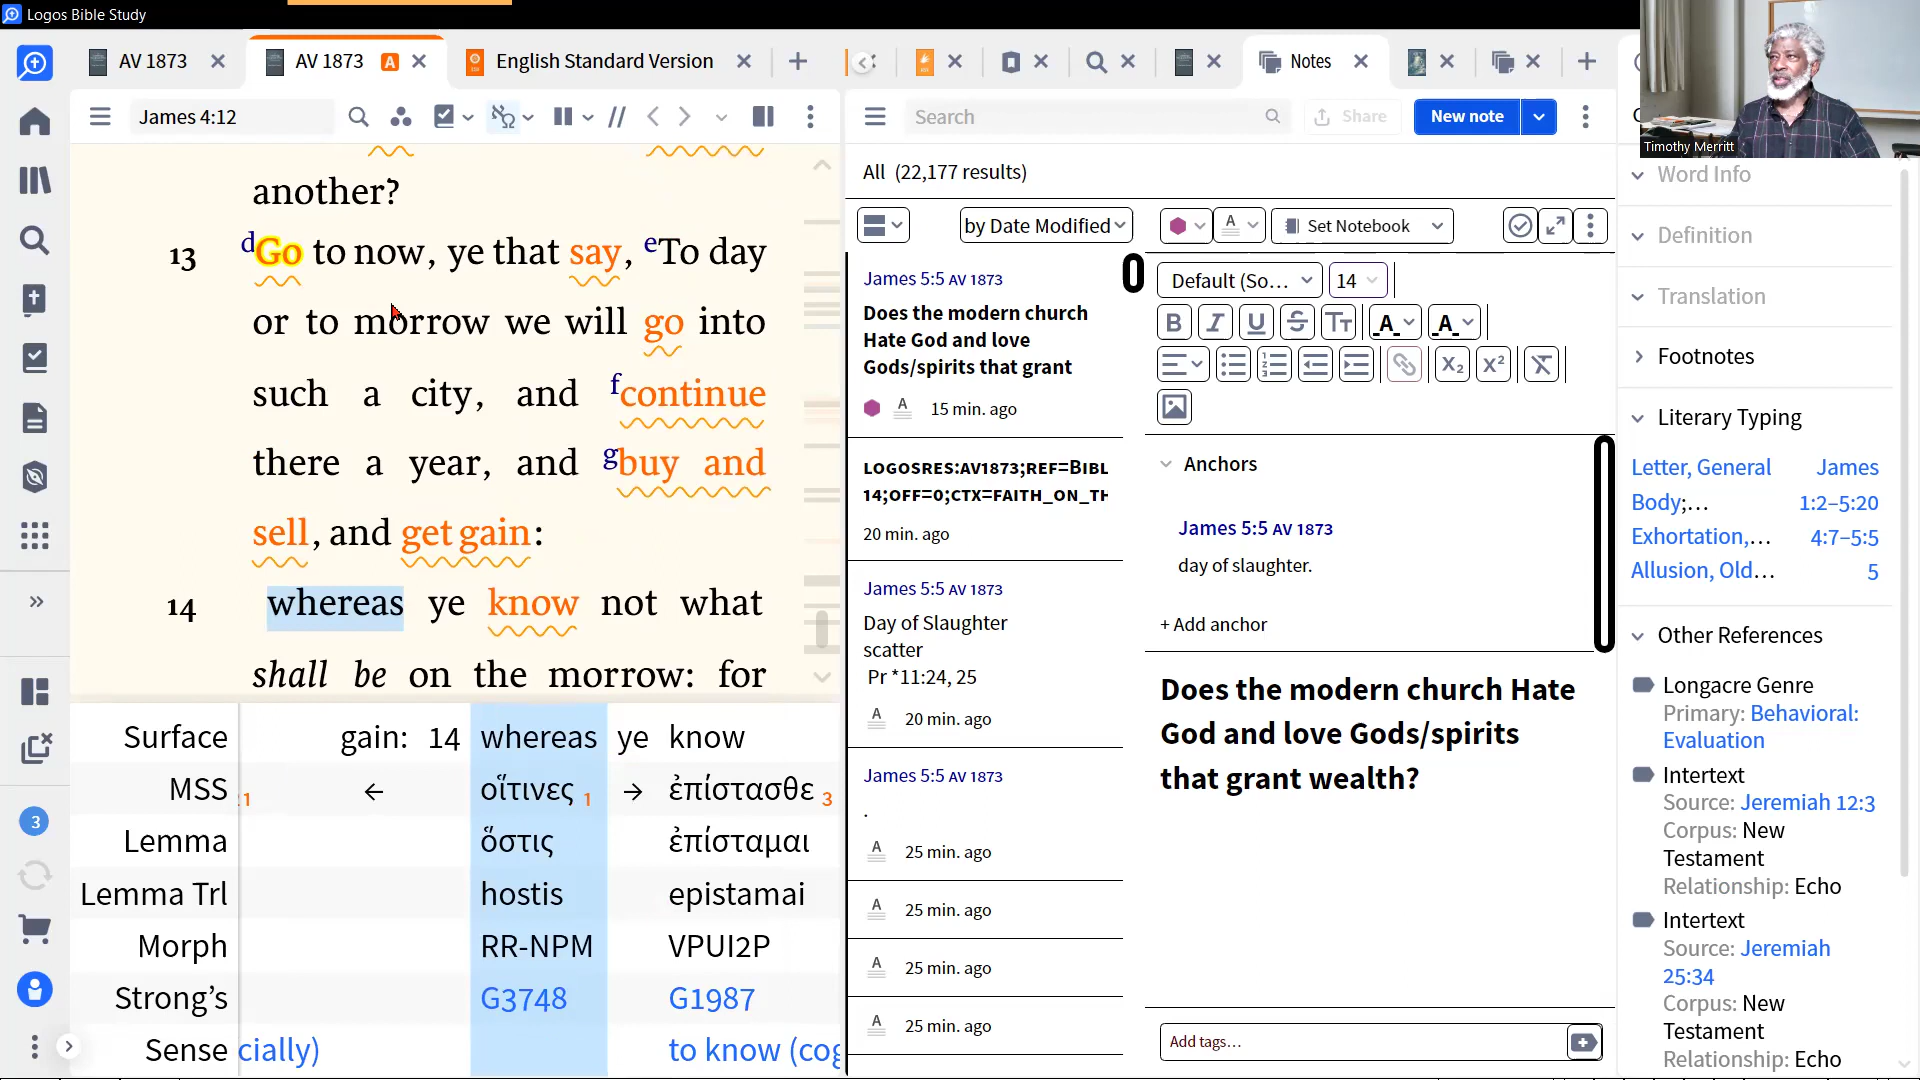 Logos Bible Study
AV 1873
AV 1873 A
English Standard Version
Notes
James 4:12
Search
Share
New note
Timothy Merritt
another?
13 dGo to now, ye that say, eTo day
or to morrow we will go into
such a city, and fcontinue
there a year, and gbuy and
sell, and get gain:
14 whereas ye know not what
shall be on the morrow: for
Surface gain: 14 whereas ye know
MSS 1 ← οἵτινες 1 → ἐπίστασθε 3
Lemma ὅστις ἐπίσταμαι
Lemma Trl hostis epistamai
Morph RR-NPM VPUI2P
Strong's G3748 G1987
Sense cially) to know (cog
3
All (22,177 results)
by Date Modified
Set Notebook
James 5:5 AV 1873
Does the modern church
Hate God and love
Gods/spirits that grant
A 15 min. ago
LOGOSRES:AV1873;REF=BIBL
14;OFF=0;CTX=FAITH_ON_TH
20 min. ago
James 5:5 AV 1873
Day of Slaughter
scatter
Pr *11:24, 25
A 20 min. ago
James 5:5 AV 1873
.
A 25 min. ago
A 25 min. ago
A 25 min. ago
A 25 min. ago
Default (So... 14
B I U S TT A A
X₂ X²
Anchors
James 5:5 AV 1873
day of slaughter.
+ Add anchor
Does the modern church Hate
God and love Gods/spirits
that grant wealth?
Add tags...
Word Info
Definition
Translation
Footnotes
Literary Typing
Letter, General James
Body;... 1:2–5:20
Exhortation,... 4:7–5:5
Allusion, Old... 5
Other References
Longacre Genre
Primary: Behavioral:
Evaluation
Intertext
Source: Jeremiah 12:3
Corpus: New
Testament
Relationship: Echo
Intertext
Source: Jeremiah
25:34
Corpus: New
Testament
Relationship: Echo